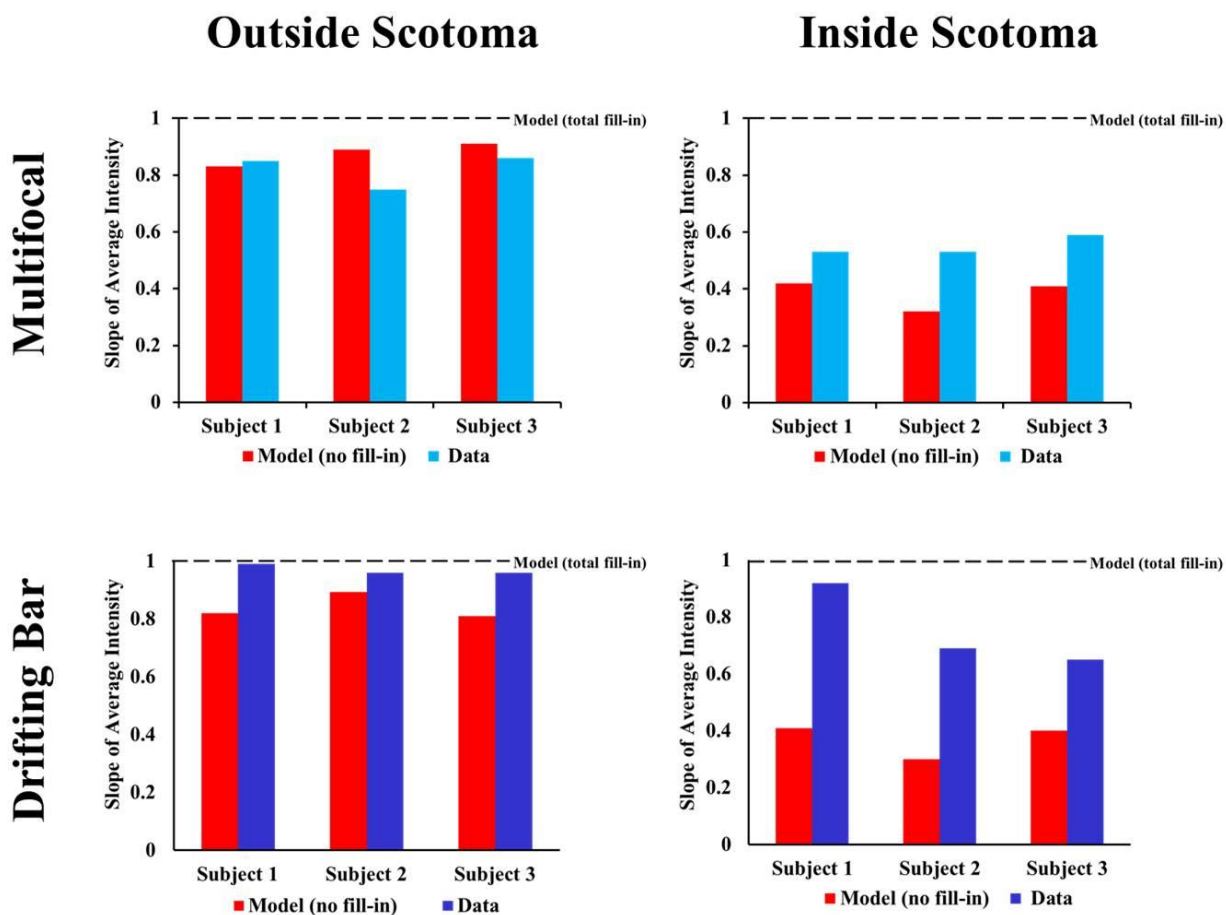 Outside Scotoma
Inside Scotoma
Multifocal
Slope of Average Intensity
1
0.8
0.6
0.4
0.2
0
Model (total fill-in)
Subject 1 Subject 2 Subject 3
Model (no fill-in) Data
Slope of Average Intensity
1
0.8
0.6
0.4
0.2
0
Model (total fill-in)
Subject 1 Subject 2 Subject 3
Model (no fill-in) Data
Drifting Bar
Slope of Average Intensity
1
0.8
0.6
0.4
0.2
0
Model (total fill-in)
Subject 1 Subject 2 Subject 3
Model (no fill-in) Data
Slope of Average Intensity
1
0.8
0.6
0.4
0.2
0
Model (total fill-in)
Subject 1 Subject 2 Subject 3
Model (no fill-in) Data